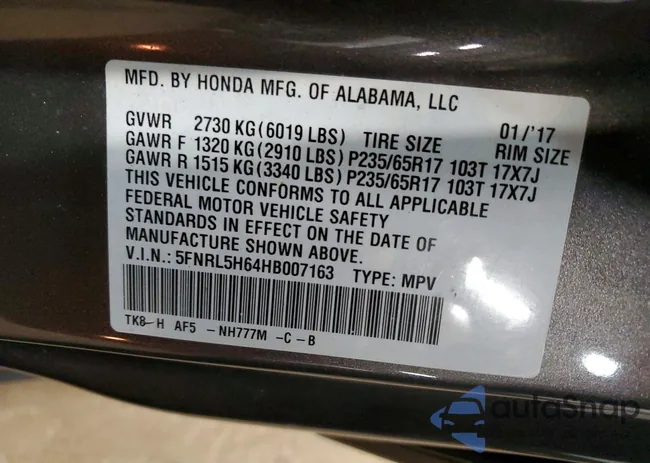 MFD. BY HONDA MFG. OF ALABAMA, LLC
GVWR 2730 KG(6019 LBS) TIRE SIZE 01/'17 RIM SIZE
GAWR F 1320 KG(2910 LBS) P235/65R17 103T 17X7J
GAWR R 1515 KG(3340 LBS) P235/65R17 103T 17X7J
THIS VEHICLE CONFORMS TO ALL APPLICABLE
FEDERAL MOTOR VEHICLE SAFETY
STANDARDS IN EFFECT ON THE DATE OF
MANUFACTURE SHOWN ABOVE.
V.I.N.: 5FNRL5H64HB007163 TYPE: MPV
TK8-H AF5 -NH777M -C-B
autoSnap